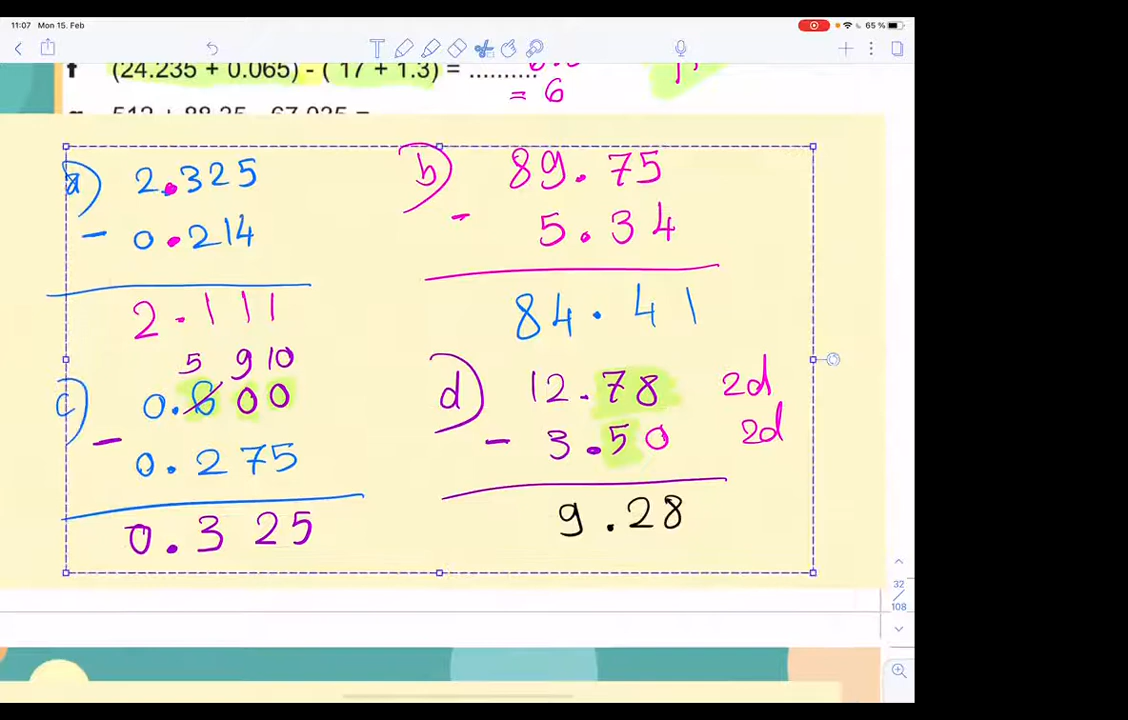 11:07 Mon 15. Feb
65 %
f (24.235 + 0.065) - ( 17 + 1.3) = ..........
= 6
a) 2.325
- 0.214
2.111
b) 89.75
- 5.34
84.41
5 9 10
c) 0.600
- 0.275
0.325
d) 12.78 2d
- 3.50 2d
9.28
32
/
108